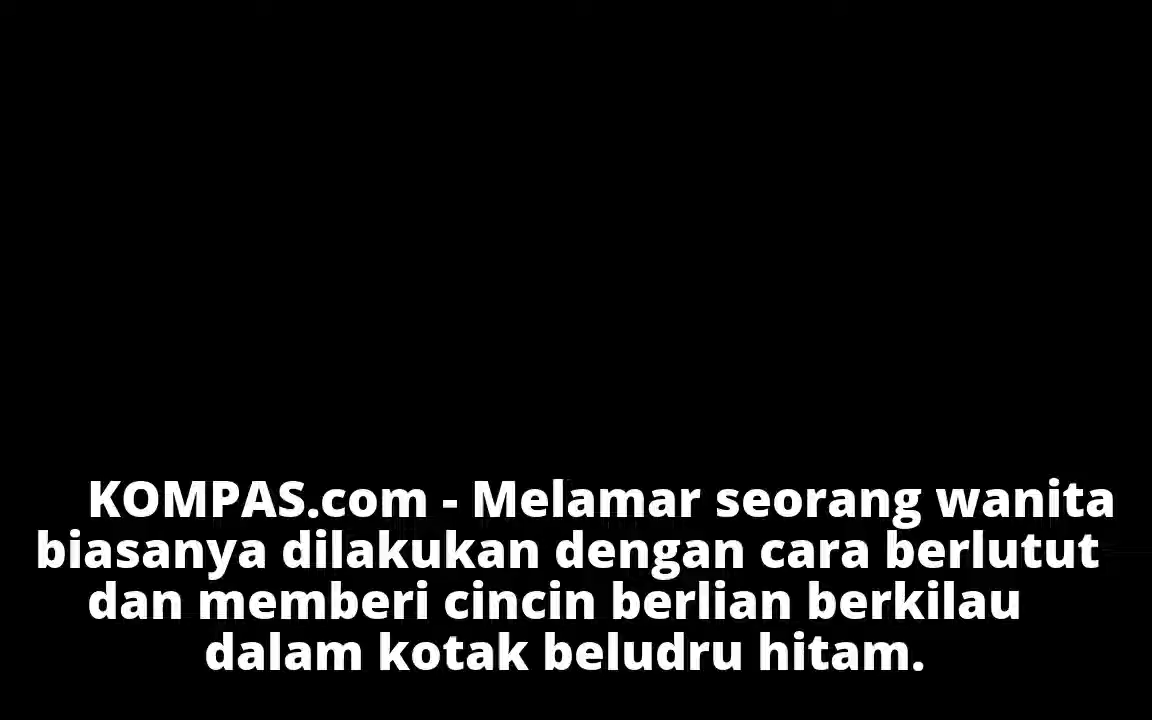 KOMPAS.com - Melamar seorang wanita
biasanya dilakukan dengan cara berlutut
dan memberi cincin berlian berkilau
dalam kotak beludru hitam.